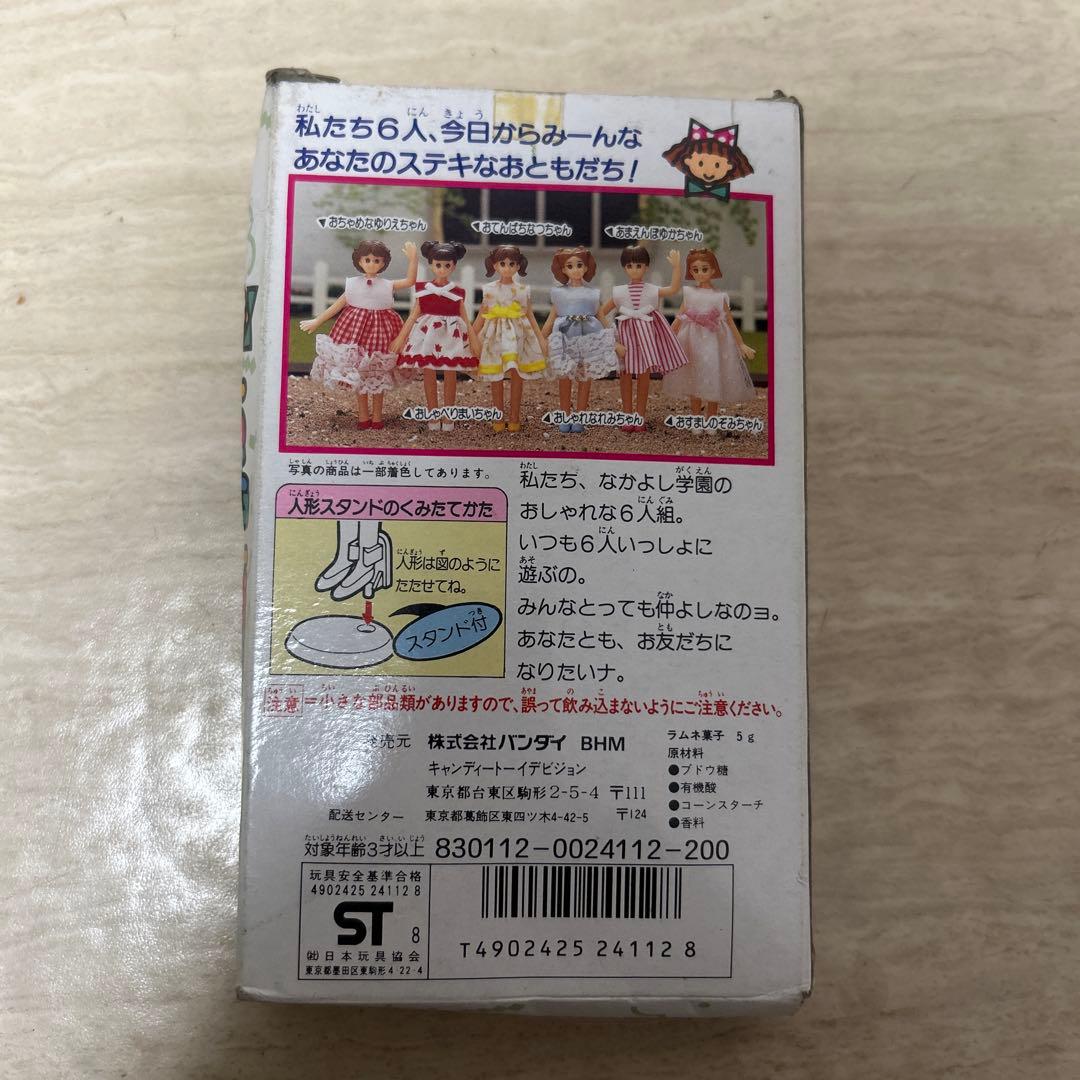 私たち6人、今日からみーんな
あなたのステキなおともだち!
◀おちゃめなゆりえちゃん
◀おてんばちなつちゃん
◀あまえんぼゆかちゃん
◀おしゃべりまいちゃん
◀おしゃれなれみちゃん
◀おすましのぞみちゃん
写真の商品は一部着色してあります。
人形スタンドのくみたてかた
人形は図のように
たたせてね。
スタンド付
私たち、なかよし学園の
おしゃれな6人組。
いつも6人いっしょに
遊ぶの。
みんなとっても仲よしなのヨ。
あなたとも、お友だちに
なりたいナ。
注意=小さな部品類がありますので、誤って飲み込まないようにご注意ください。
売元 株式会社バンダイ BHM
キャンディートーイデビジョン
東京都台東区駒形2-5-4 〒111
配送センター 東京都葛飾区東四ツ木4-42-5 〒124
ラムネ菓子 5g
原材料
●ブドウ糖
●有機酸
●コーンスターチ
●香料
対象年齢3才以上 830112-0024112-200
玩具安全基準合格
4902425 24112 8
ST 8
㈳日本玩具協会
東京都墨田区東駒形4-22-4
T4902425 24112 8